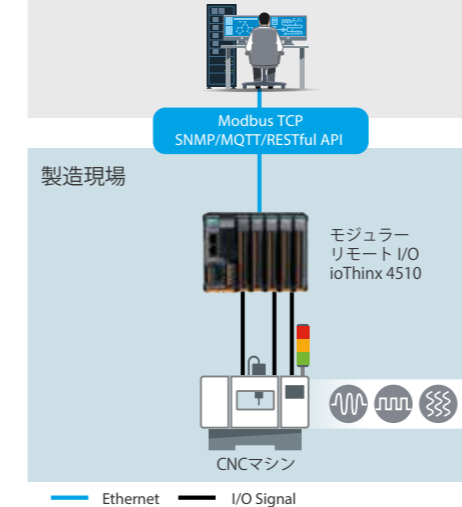 Modbus TCP
SNMP/MQTT/RESTful API
製造現場
モジュラー
リモート I/O
ioThinx 4510
CNCマシン
Ethernet
I/O Signal